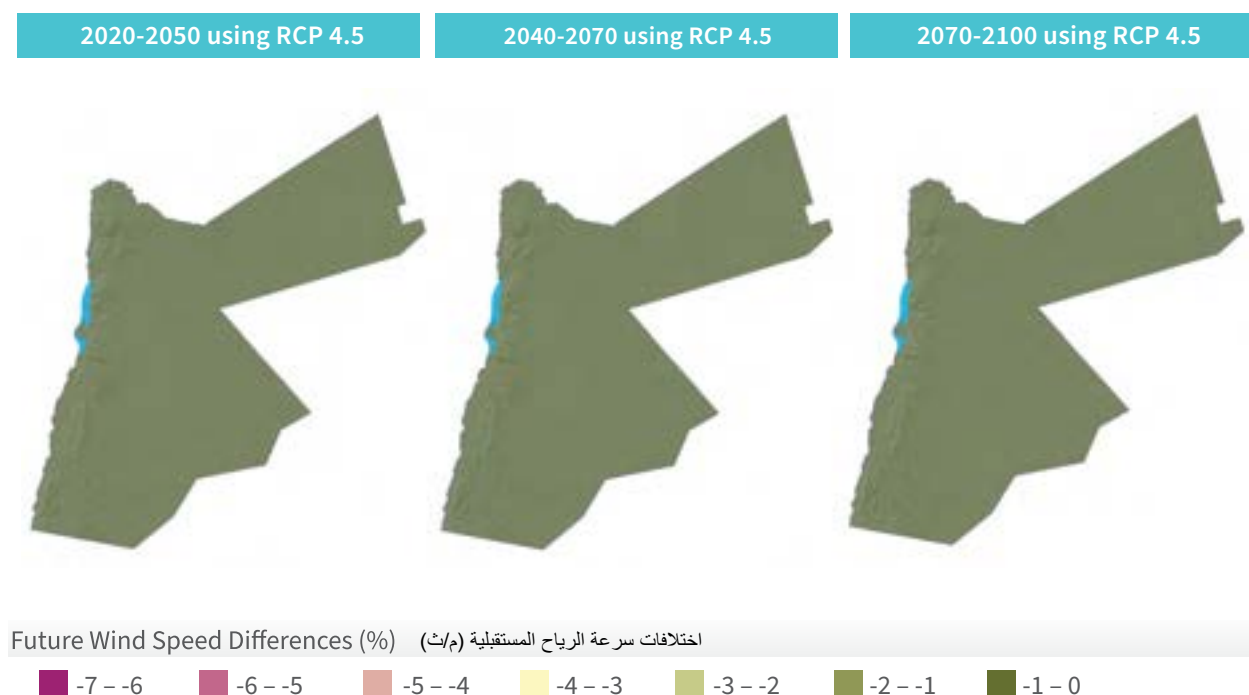 2020-2050 using RCP 4.5
2040-2070 using RCP 4.5
2070-2100 using RCP 4.5
Future Wind Speed Differences (%) اختلافات سرعة الرياح المستقبلية (م/ث)
-7 – -6 -6 – -5 -5 – -4 -4 – -3 -3 – -2 -2 – -1 -1 – 0